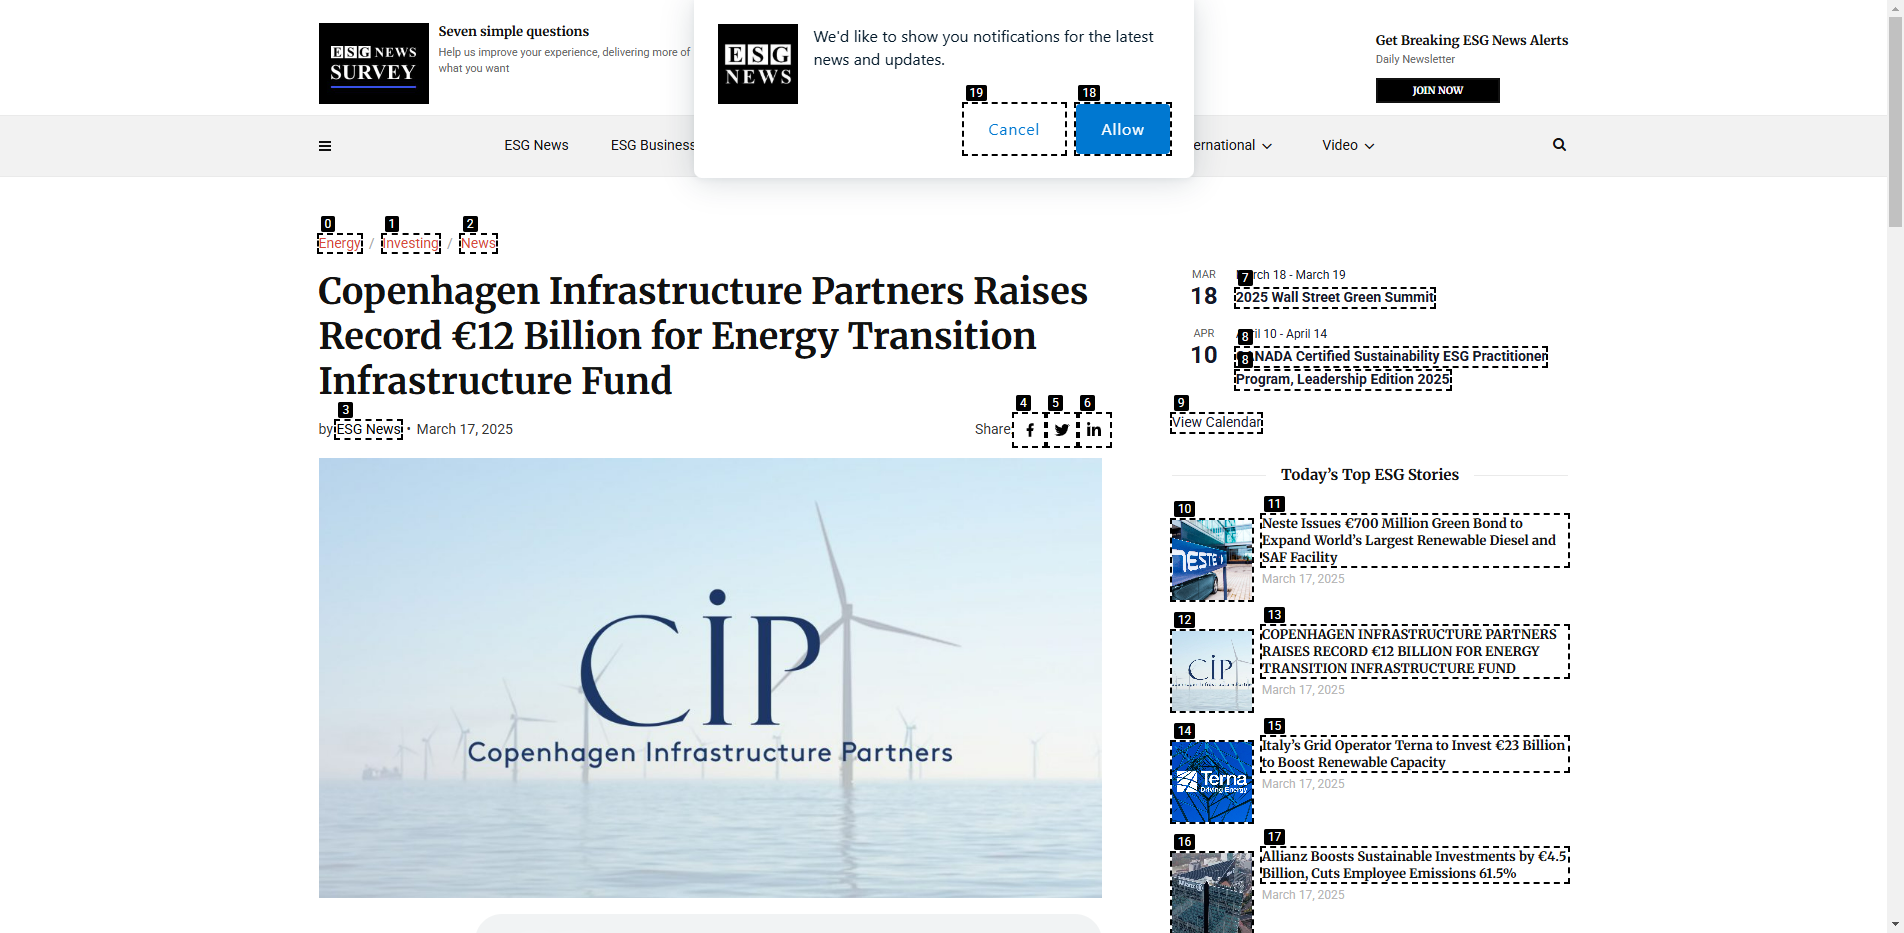 ESG NEWS
SURVEY
Seven simple questions
Help us improve your experience, delivering more of
what you want
ESG
NEWS
We'd like to show you notifications for the latest
news and updates.
19
Cancel
18
Allow
Get Breaking ESG News Alerts
Daily Newsletter
JOIN NOW
ESG News
ESG Business
ernational
Video
0
Energy
/
1
Investing
/
2
News
Copenhagen Infrastructure Partners Raises
Record €12 Billion for Energy Transition
Infrastructure Fund
3
by ESG News • March 17, 2025
Share
4
5
6
CIP
Copenhagen Infrastructure Partners
MAR
18
7
rch 18 - March 19
2025 Wall Street Green Summit
APR
10
8
il 10 - April 14
8
NADA Certified Sustainability ESG Practitioner
Program, Leadership Edition 2025
9
View Calendar
Today’s Top ESG Stories
10
NESTE
11
Neste Issues €700 Million Green Bond to
Expand World’s Largest Renewable Diesel and
SAF Facility
March 17, 2025
12
CIP
13
COPENHAGEN INFRASTRUCTURE PARTNERS
RAISES RECORD €12 BILLION FOR ENERGY
TRANSITION INFRASTRUCTURE FUND
March 17, 2025
14
Terna
Driving Energy
15
Italy’s Grid Operator Terna to Invest €23 Billion
to Boost Renewable Capacity
March 17, 2025
16
17
Allianz Boosts Sustainable Investments by €4.5
Billion, Cuts Employee Emissions 61.5%
March 17, 2025